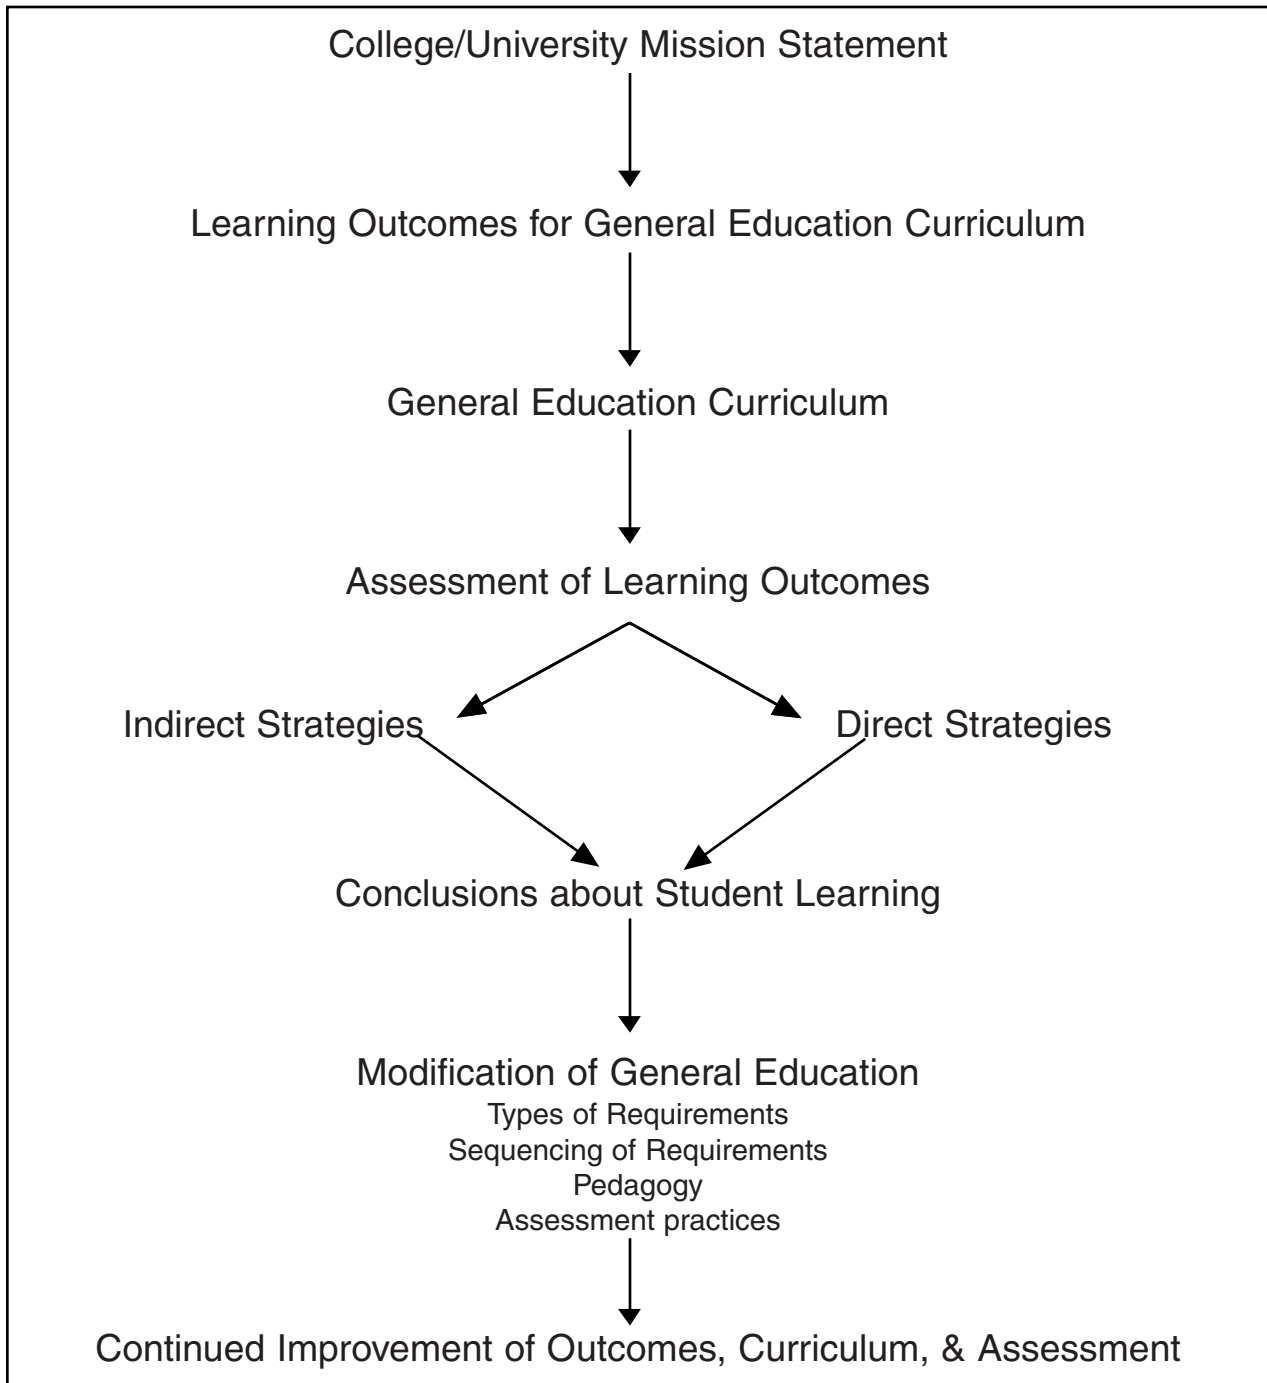 College/University Mission Statement
Learning Outcomes for General Education Curriculum
General Education Curriculum
Assessment of Learning Outcomes
Indirect Strategies
Direct Strategies
Conclusions about Student Learning
Modification of General Education
Types of Requirements
Sequencing of Requirements
Pedagogy
Assessment practices
Continued Improvement of Outcomes, Curriculum, & Assessment